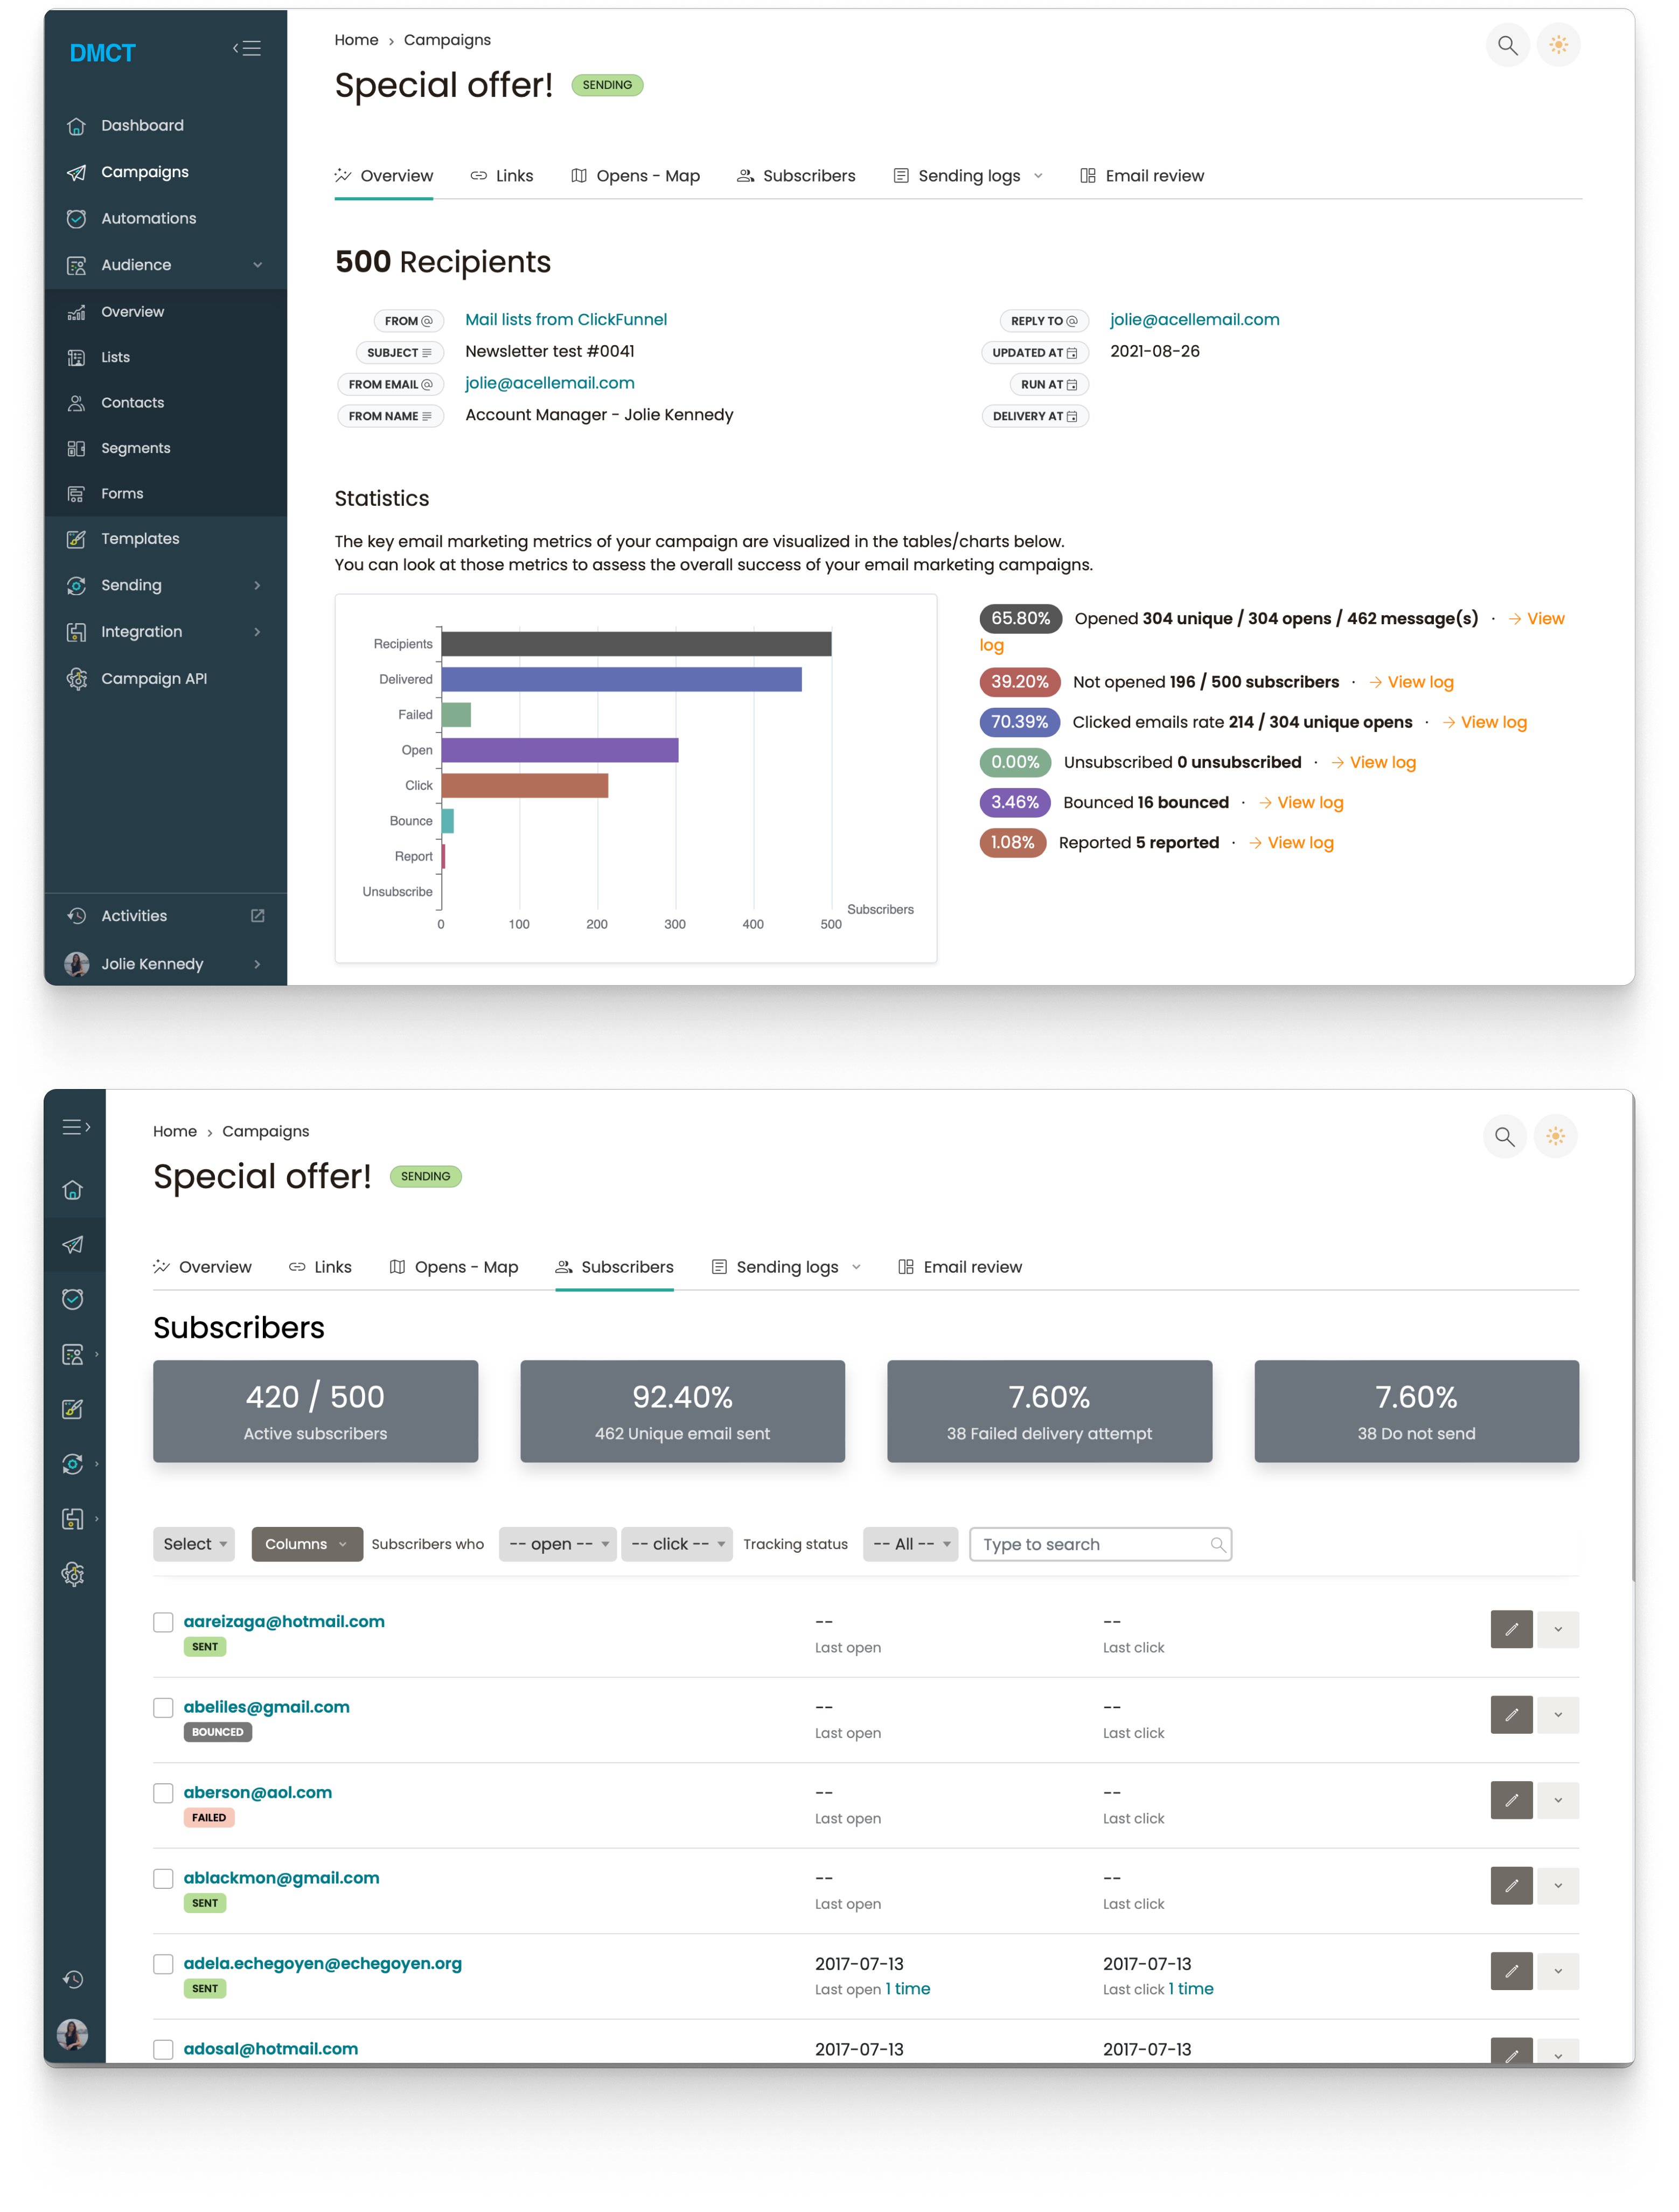 DMCT
Dashboard
Campaigns
Automations
Audience
Overview
Lists
Contacts
Segments
Forms
Templates
Sending
Integration
Campaign API
Activities
Jolie Kennedy
Home › Campaigns
Special offer! SENDING
Overview Links Opens - Map Subscribers Sending logs Email review
500 Recipients
FROM @ Mail lists from ClickFunnel
SUBJECT Newsletter test #0041
FROM EMAIL @ jolie@acellemail.com
FROM NAME Account Manager - Jolie Kennedy
REPLY TO @ jolie@acellemail.com
UPDATED AT 2021-08-26
RUN AT
DELIVERY AT
Statistics
The key email marketing metrics of your campaign are visualized in the tables/charts below.
You can look at those metrics to assess the overall success of your email marketing campaigns.
Recipients
Delivered
Failed
Open
Click
Bounce
Report
Unsubscribe
0 100 200 300 400 500 Subscribers
65.80% Opened 304 unique / 304 opens / 462 message(s) · → View
log
39.20% Not opened 196 / 500 subscribers · → View log
70.39% Clicked emails rate 214 / 304 unique opens · → View log
0.00% Unsubscribed 0 unsubscribed · → View log
3.46% Bounced 16 bounced · → View log
1.08% Reported 5 reported · → View log
Home › Campaigns
Special offer! SENDING
Overview Links Opens - Map Subscribers Sending logs Email review
Subscribers
420 / 500
Active subscribers
92.40%
462 Unique email sent
7.60%
38 Failed delivery attempt
7.60%
38 Do not send
Select Columns Subscribers who -- open -- -- click -- Tracking status -- All -- Type to search
aareizaga@hotmail.com -- --
SENT Last open Last click
abeliles@gmail.com -- --
BOUNCED Last open Last click
aberson@aol.com -- --
FAILED Last open Last click
ablackmon@gmail.com -- --
SENT Last open Last click
adela.echegoyen@echegoyen.org 2017-07-13 2017-07-13
SENT Last open 1 time Last click 1 time
adosal@hotmail.com 2017-07-13 2017-07-13